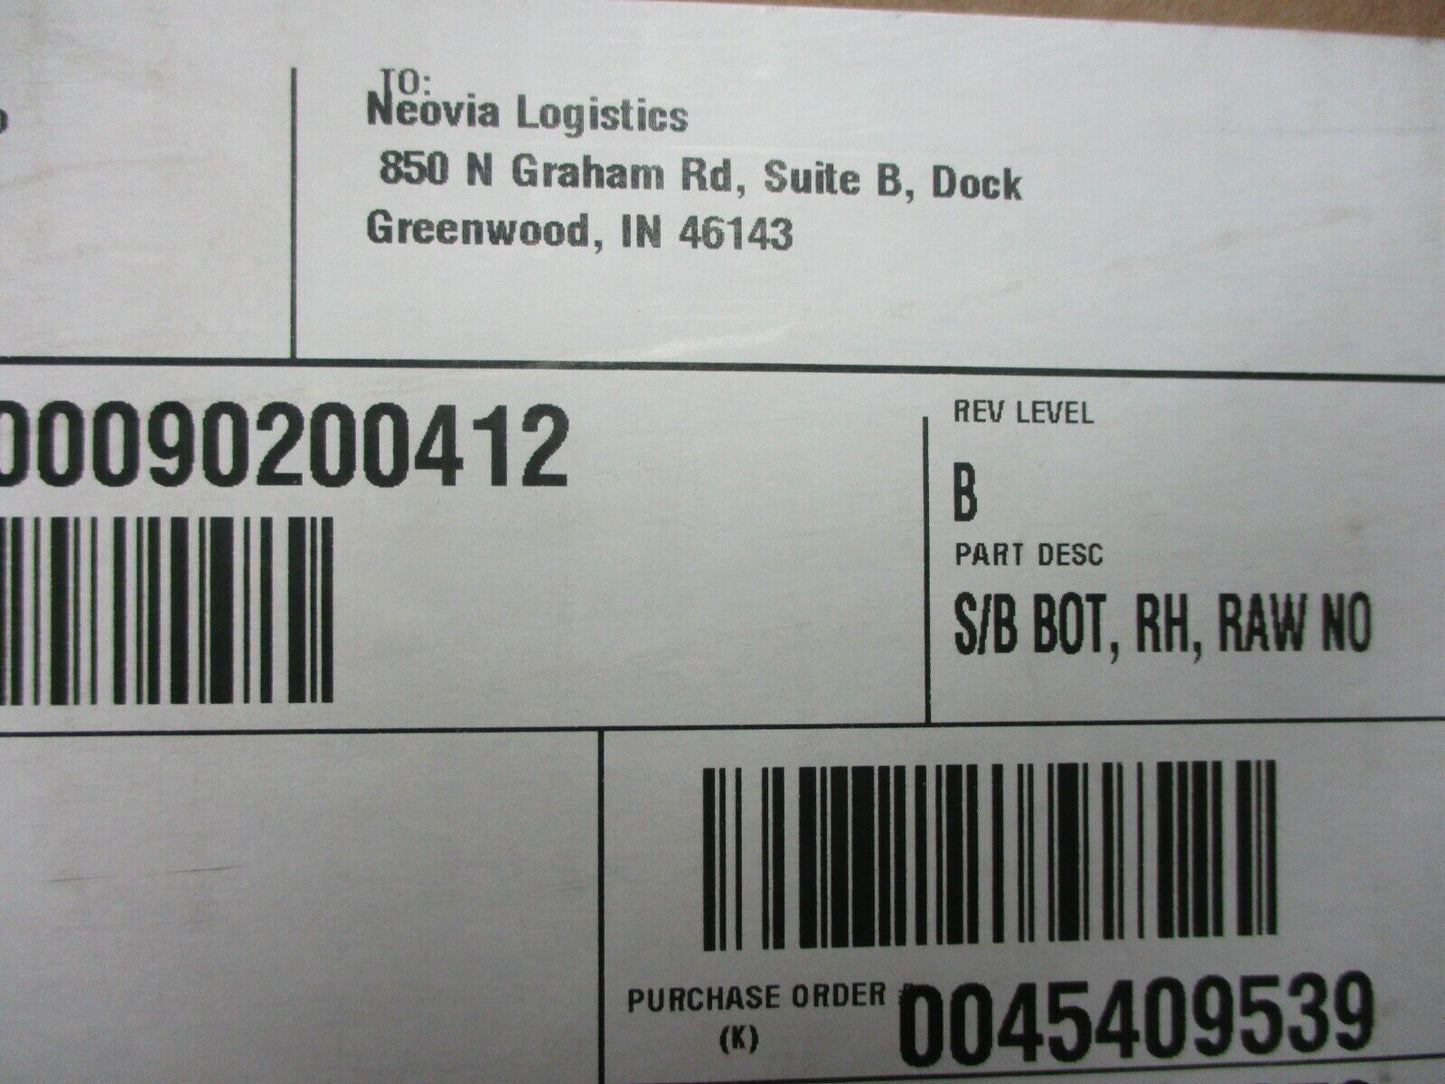 TO:
Neovia Logistics
850 N Graham Rd, Suite B, Dock
Greenwood, IN 46143
00090200412
REV LEVEL
B
PART DESC
S/B BOT, RH, RAW NO
PURCHASE ORDER #
(K)
0045409539